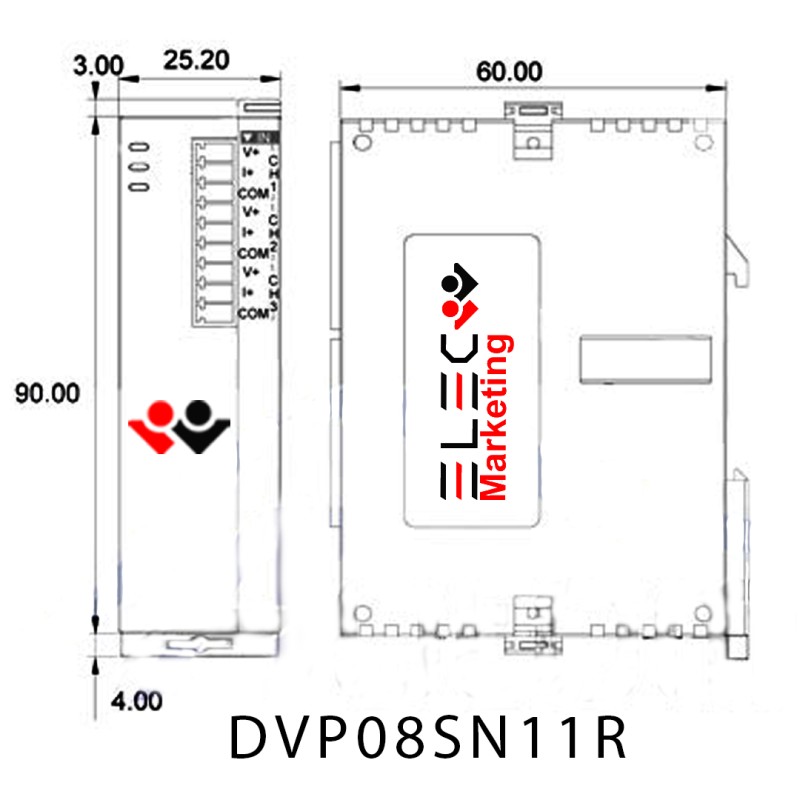 3.00
25.20
60.00
IN
V+
I+
COM
CH1
V+
I+
COM
CH2
V+
I+
COM
CH3
90.00
ELEC
Marketing
4.00
DVP08SN11R